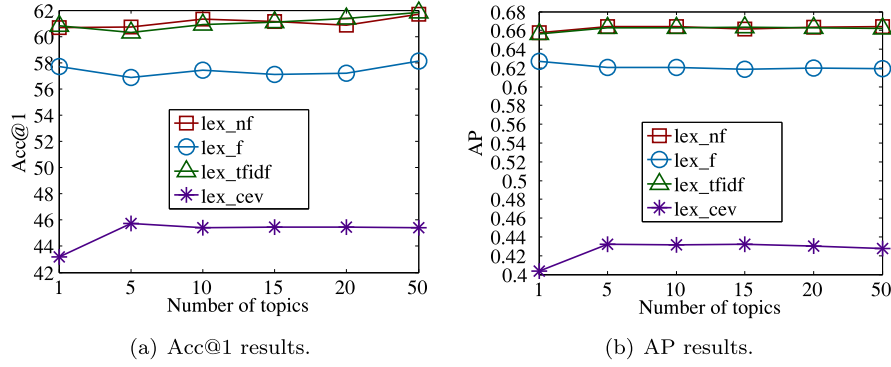 62
60
58
56
54
52
50
48
46
44
42
Acc@1
lex_nf
lex_f
lex_tfidf
lex_cev
1 5 10 15 20 50
Number of topics
(a) Acc@1 results.
0.68
0.66
0.64
0.62
0.6
0.58
0.56
0.54
0.52
0.5
0.48
0.46
0.44
0.42
0.4
AP
lex_nf
lex_f
lex_tfidf
lex_cev
1 5 10 15 20 50
Number of topics
(b) AP results.